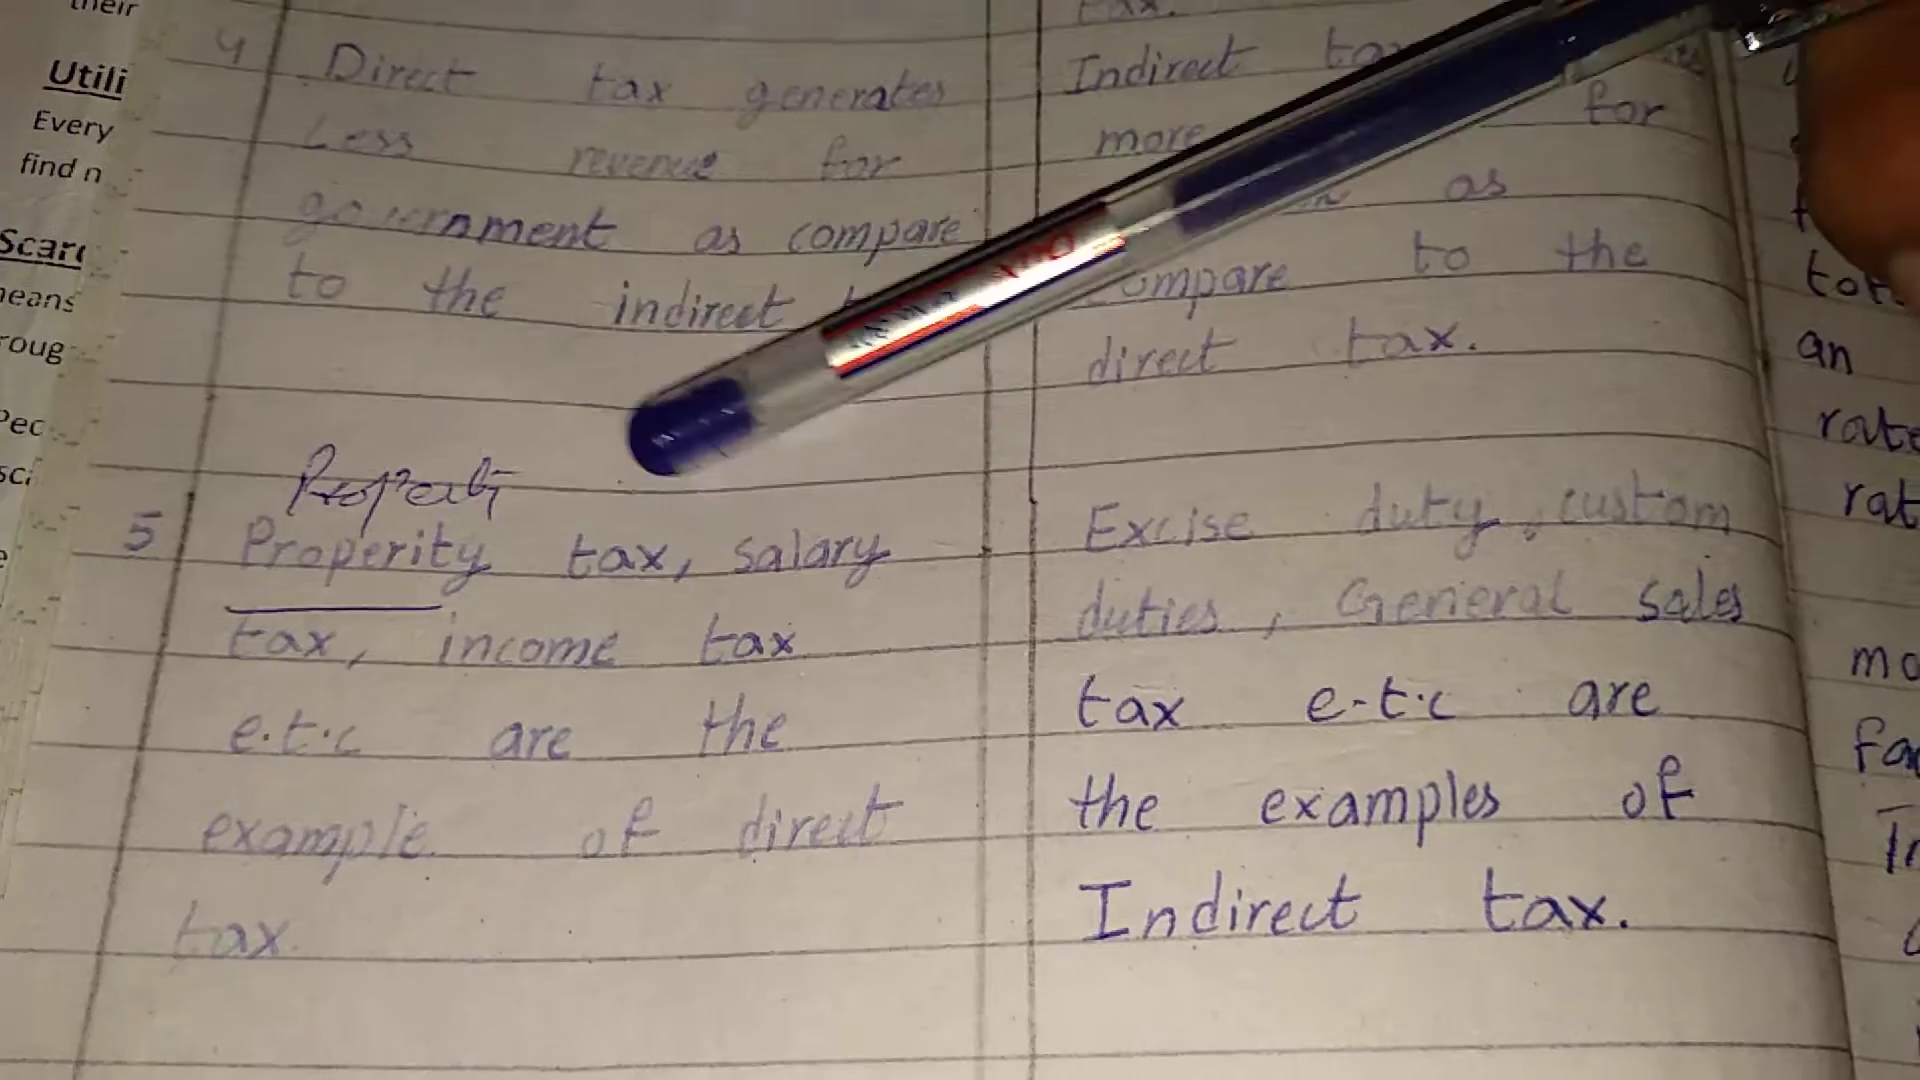 their
Utili
Every
find n
Scar
means
roug
Pec
sci
4 Direct tax generates
Less revenue for
government as compare
to the indirect
Property
5 Properity tax, salary
tax, income tax
e.t.c are the
example of direct
tax.
tax.
Indirect
more for
as
compare to the
direct tax.
Excise duty, custom
duties, General sales
tax e.t.c are
the examples of
Indirect tax.
an
rate
rat
mo